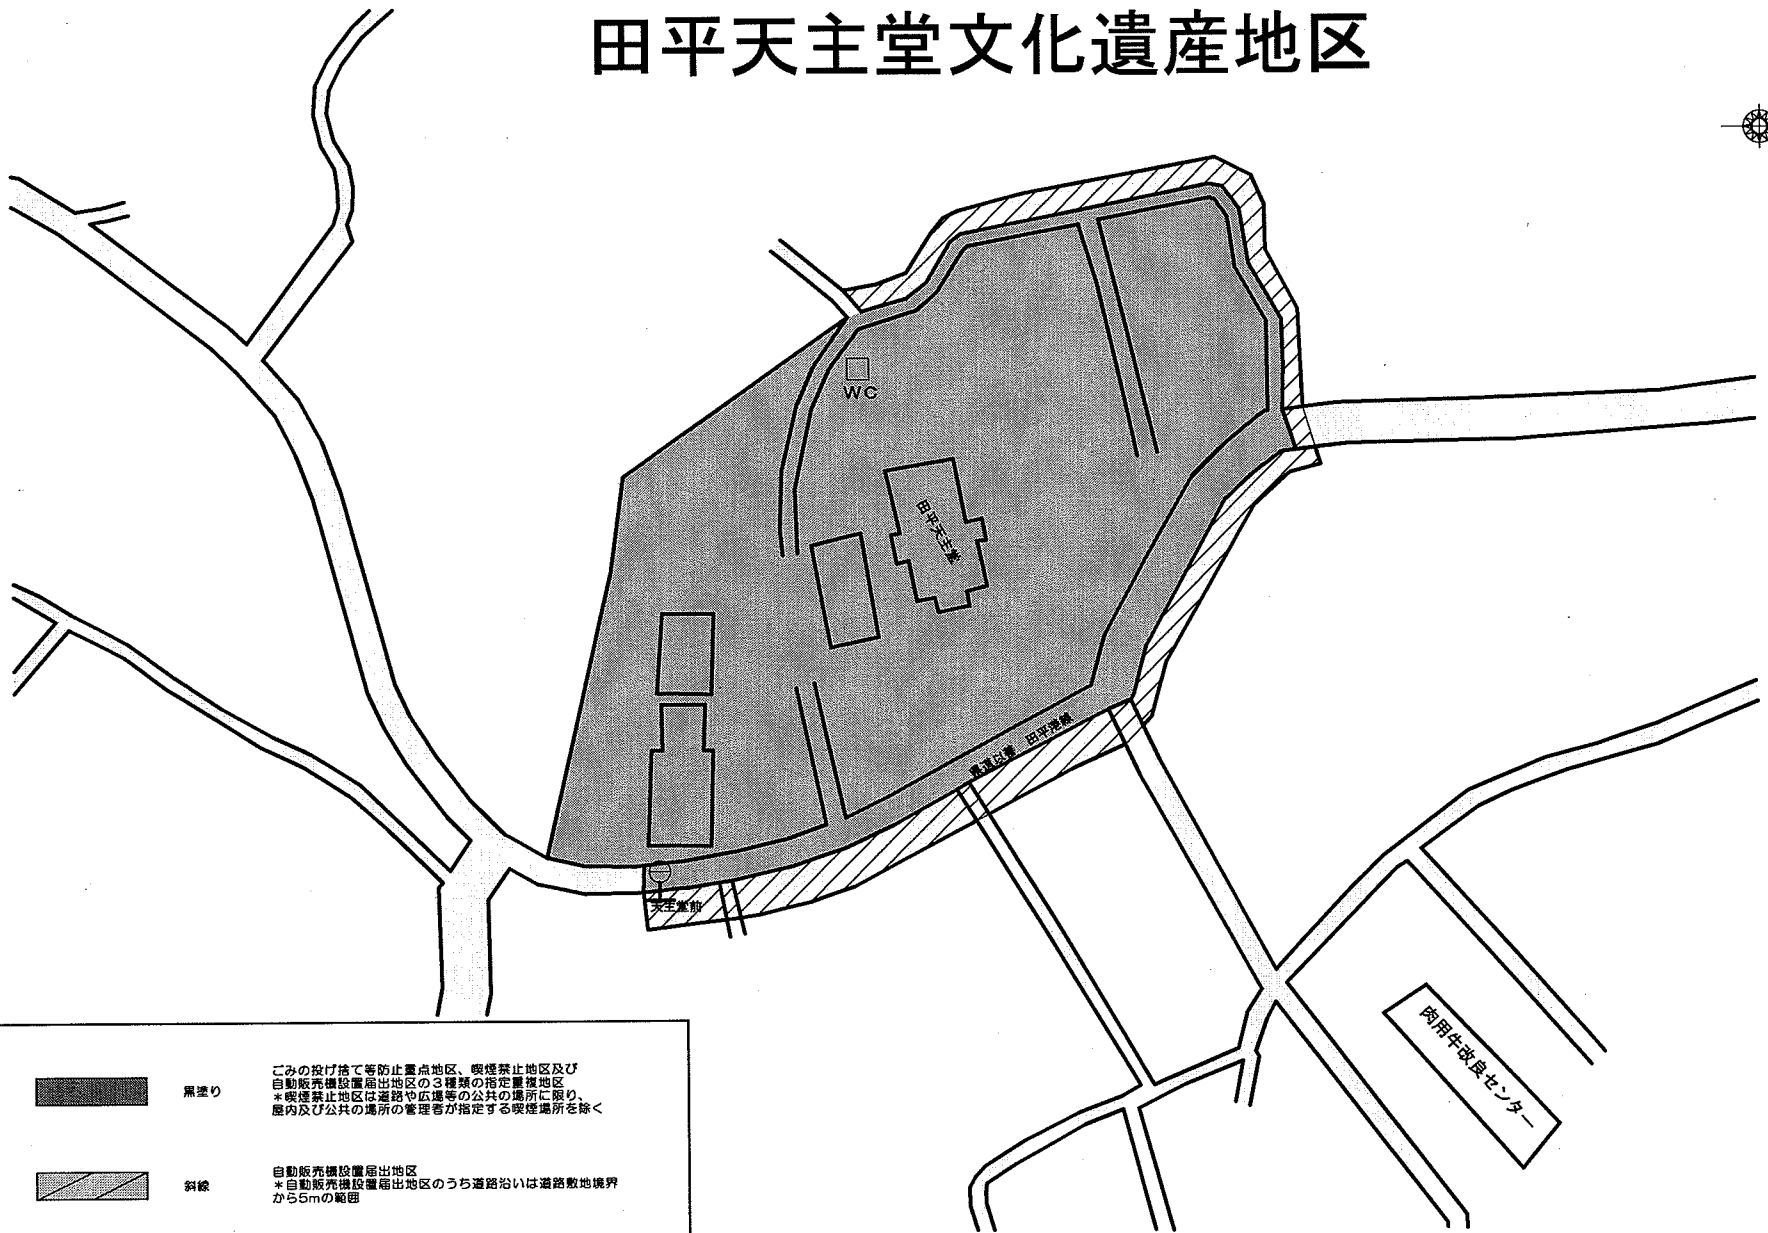 田平天主堂文化遺産地区
WC
田平天主堂
県道以善 田平港線
天主堂前
肉用牛改良センター
黒塗り
ごみの投げ捨て等防止重点地区、喫煙禁止地区及び
自動販売機設置届出地区の3種類の指定重複地区
*喫煙禁止地区は道路や広場等の公共の場所に限り、
屋内及び公共の場所の管理者が指定する喫煙場所を除く
斜線
自動販売機設置届出地区
*自動販売機設置届出地区のうち道路沿いは道路敷地境界
から5mの範囲